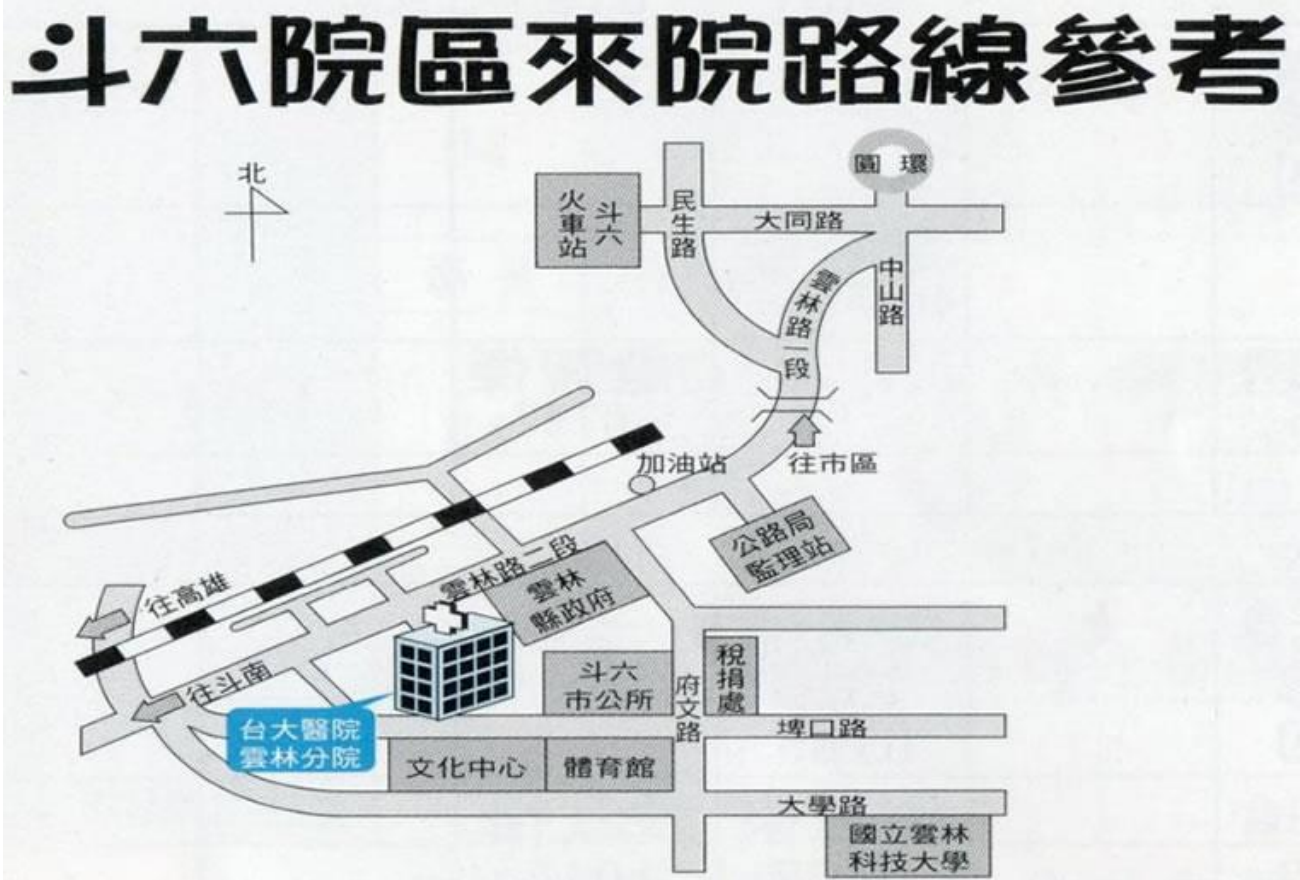 斗六院區來院路線參考
北
圓環
斗六
火車站
民生路
大同路
中山路
雲林路一段
加油站
往市區
公路局
監理站
往高雄
雲林路二段
雲林
縣政府
往斗南
斗六
市公所
府文路
稅捐處
台大醫院
雲林分院
埤口路
文化中心
體育館
大學路
國立雲林
科技大學